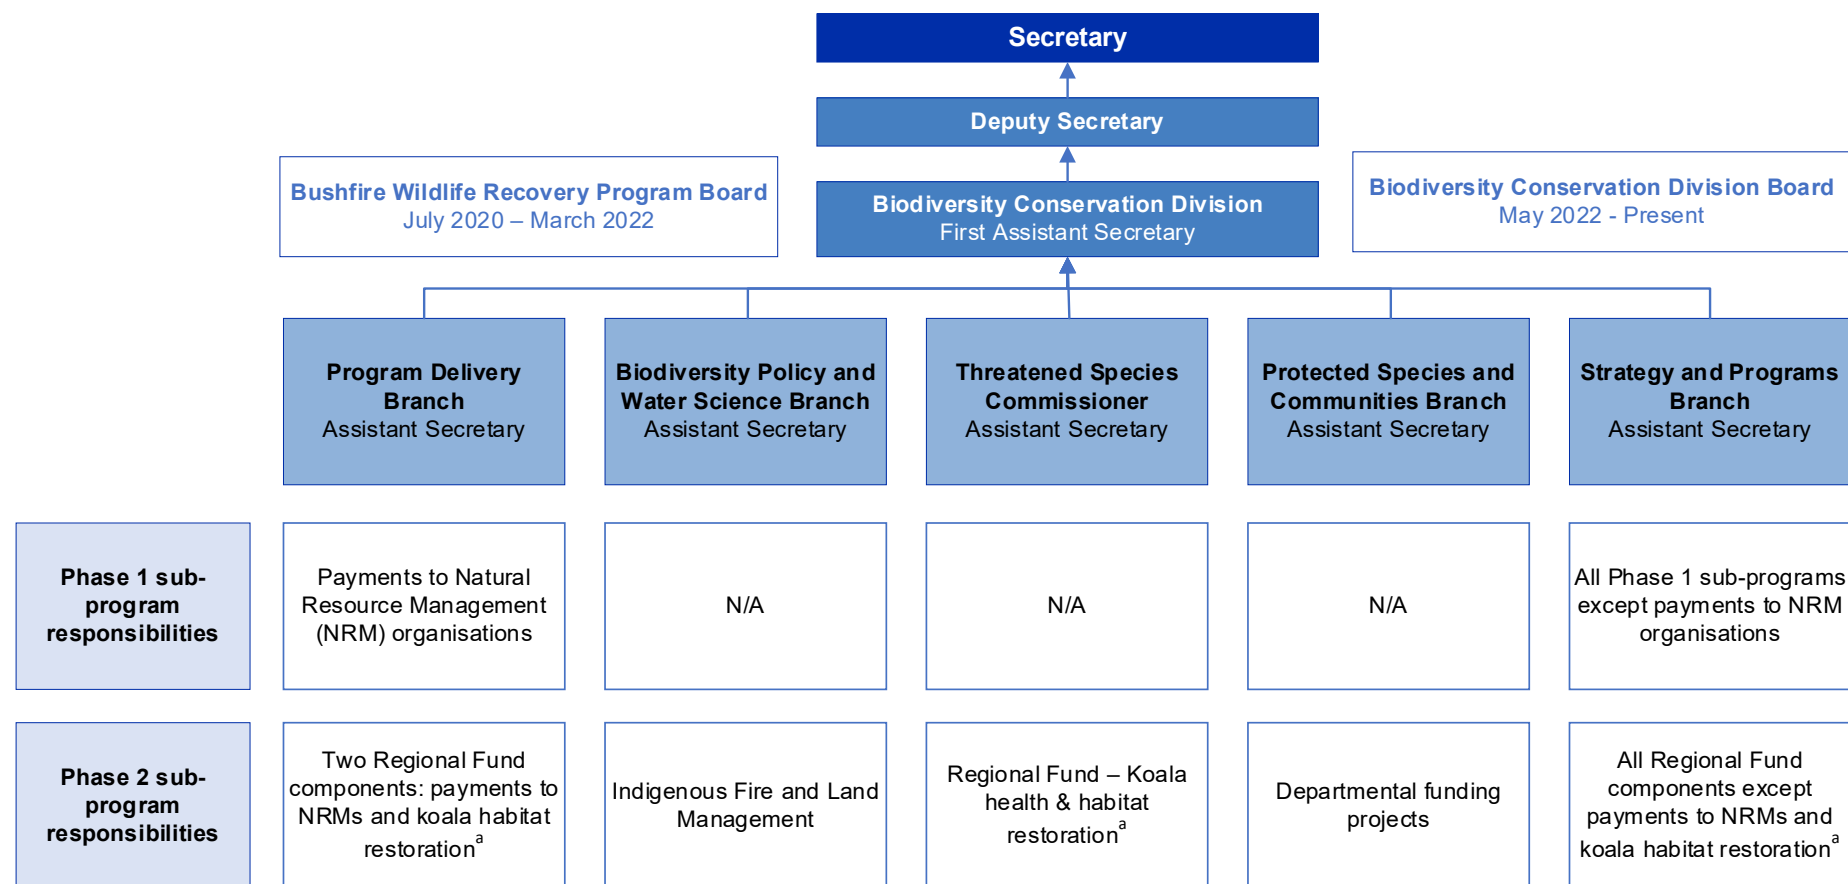 Secretary
Deputy Secretary
Bushfire Wildlife Recovery Program Board
July 2020 – March 2022
Biodiversity Conservation Division
First Assistant Secretary
Biodiversity Conservation Division Board
May 2022 - Present
Program Delivery
Branch
Assistant Secretary
Biodiversity Policy and
Water Science Branch
Assistant Secretary
Threatened Species
Commissioner
Assistant Secretary
Protected Species and
Communities Branch
Assistant Secretary
Strategy and Programs
Branch
Assistant Secretary
Phase 1 sub-
program
responsibilities
Payments to Natural
Resource Management
(NRM) organisations
N/A
N/A
N/A
All Phase 1 sub-programs
except payments to NRM
organisations
Phase 2 sub-
program
responsibilities
Two Regional Fund
components: payments to
NRMs and koala habitat
restorationᵃ
Indigenous Fire and Land
Management
Regional Fund – Koala
health & habitat
restorationᵃ
Departmental funding
projects
All Regional Fund
components except
payments to NRMs and
koala habitat restorationᵃ